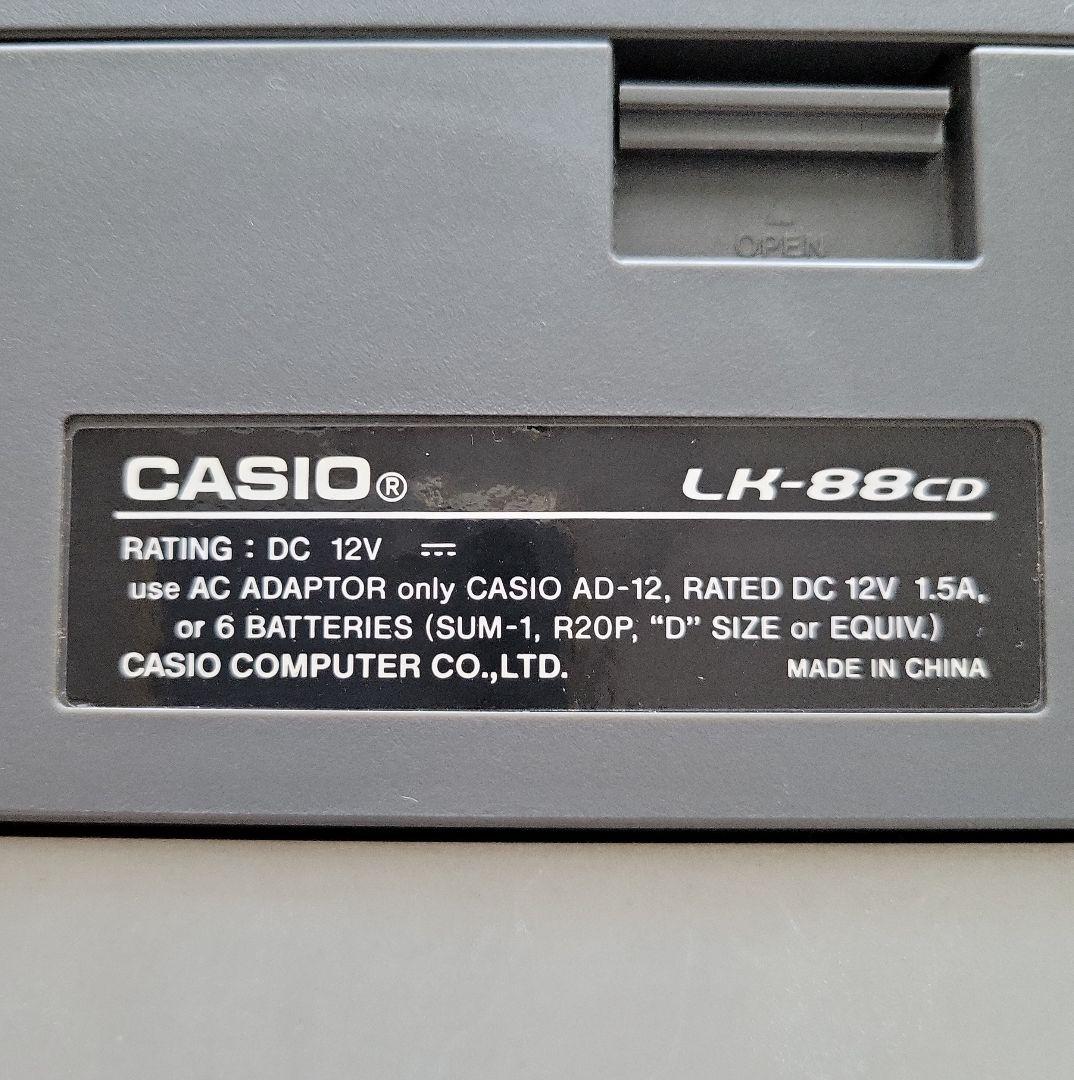 OPEN
CASIO® LK-88CD
RATING : DC 12V ⎓
use AC ADAPTOR only CASIO AD-12, RATED DC 12V 1.5A,
or 6 BATTERIES (SUM-1, R20P, "D" SIZE or EQUIV.)
CASIO COMPUTER CO.,LTD. MADE IN CHINA